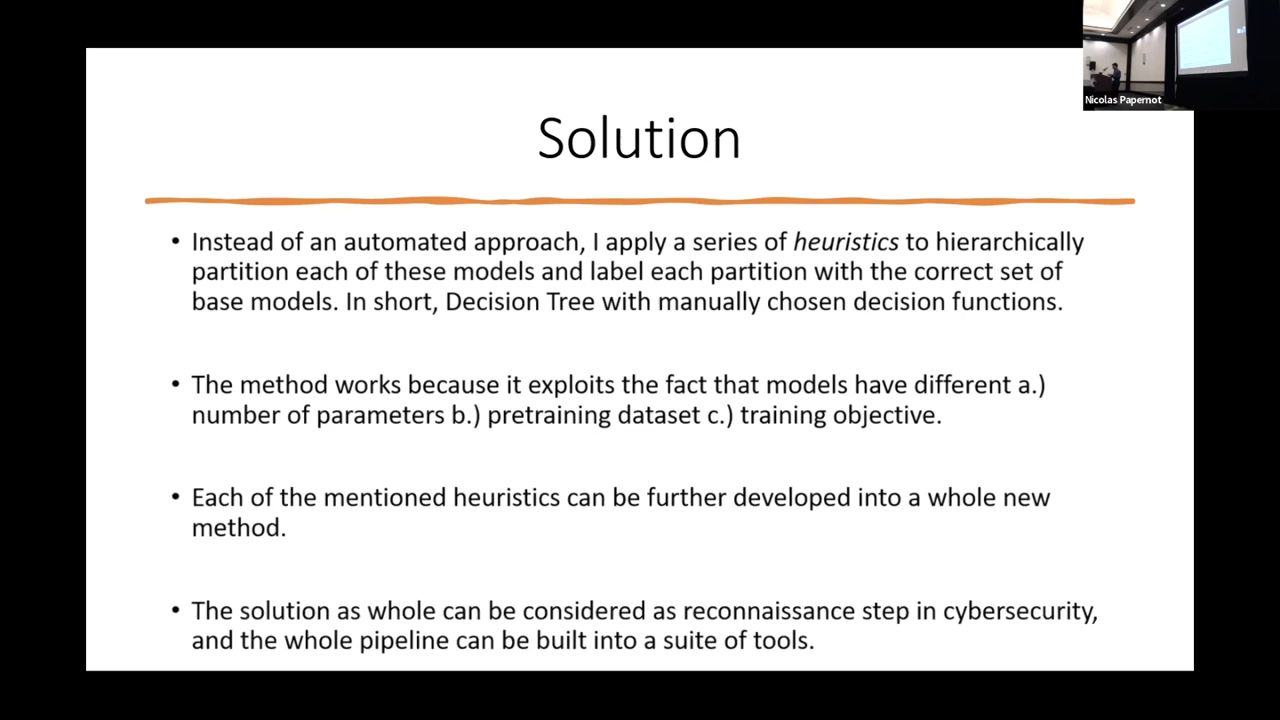 Nicolas Papernot
Solution
• Instead of an automated approach, I apply a series of heuristics to hierarchically
partition each of these models and label each partition with the correct set of
base models. In short, Decision Tree with manually chosen decision functions.
• The method works because it exploits the fact that models have different a.)
number of parameters b.) pretraining dataset c.) training objective.
• Each of the mentioned heuristics can be further developed into a whole new
method.
• The solution as whole can be considered as reconnaissance step in cybersecurity,
and the whole pipeline can be built into a suite of tools.